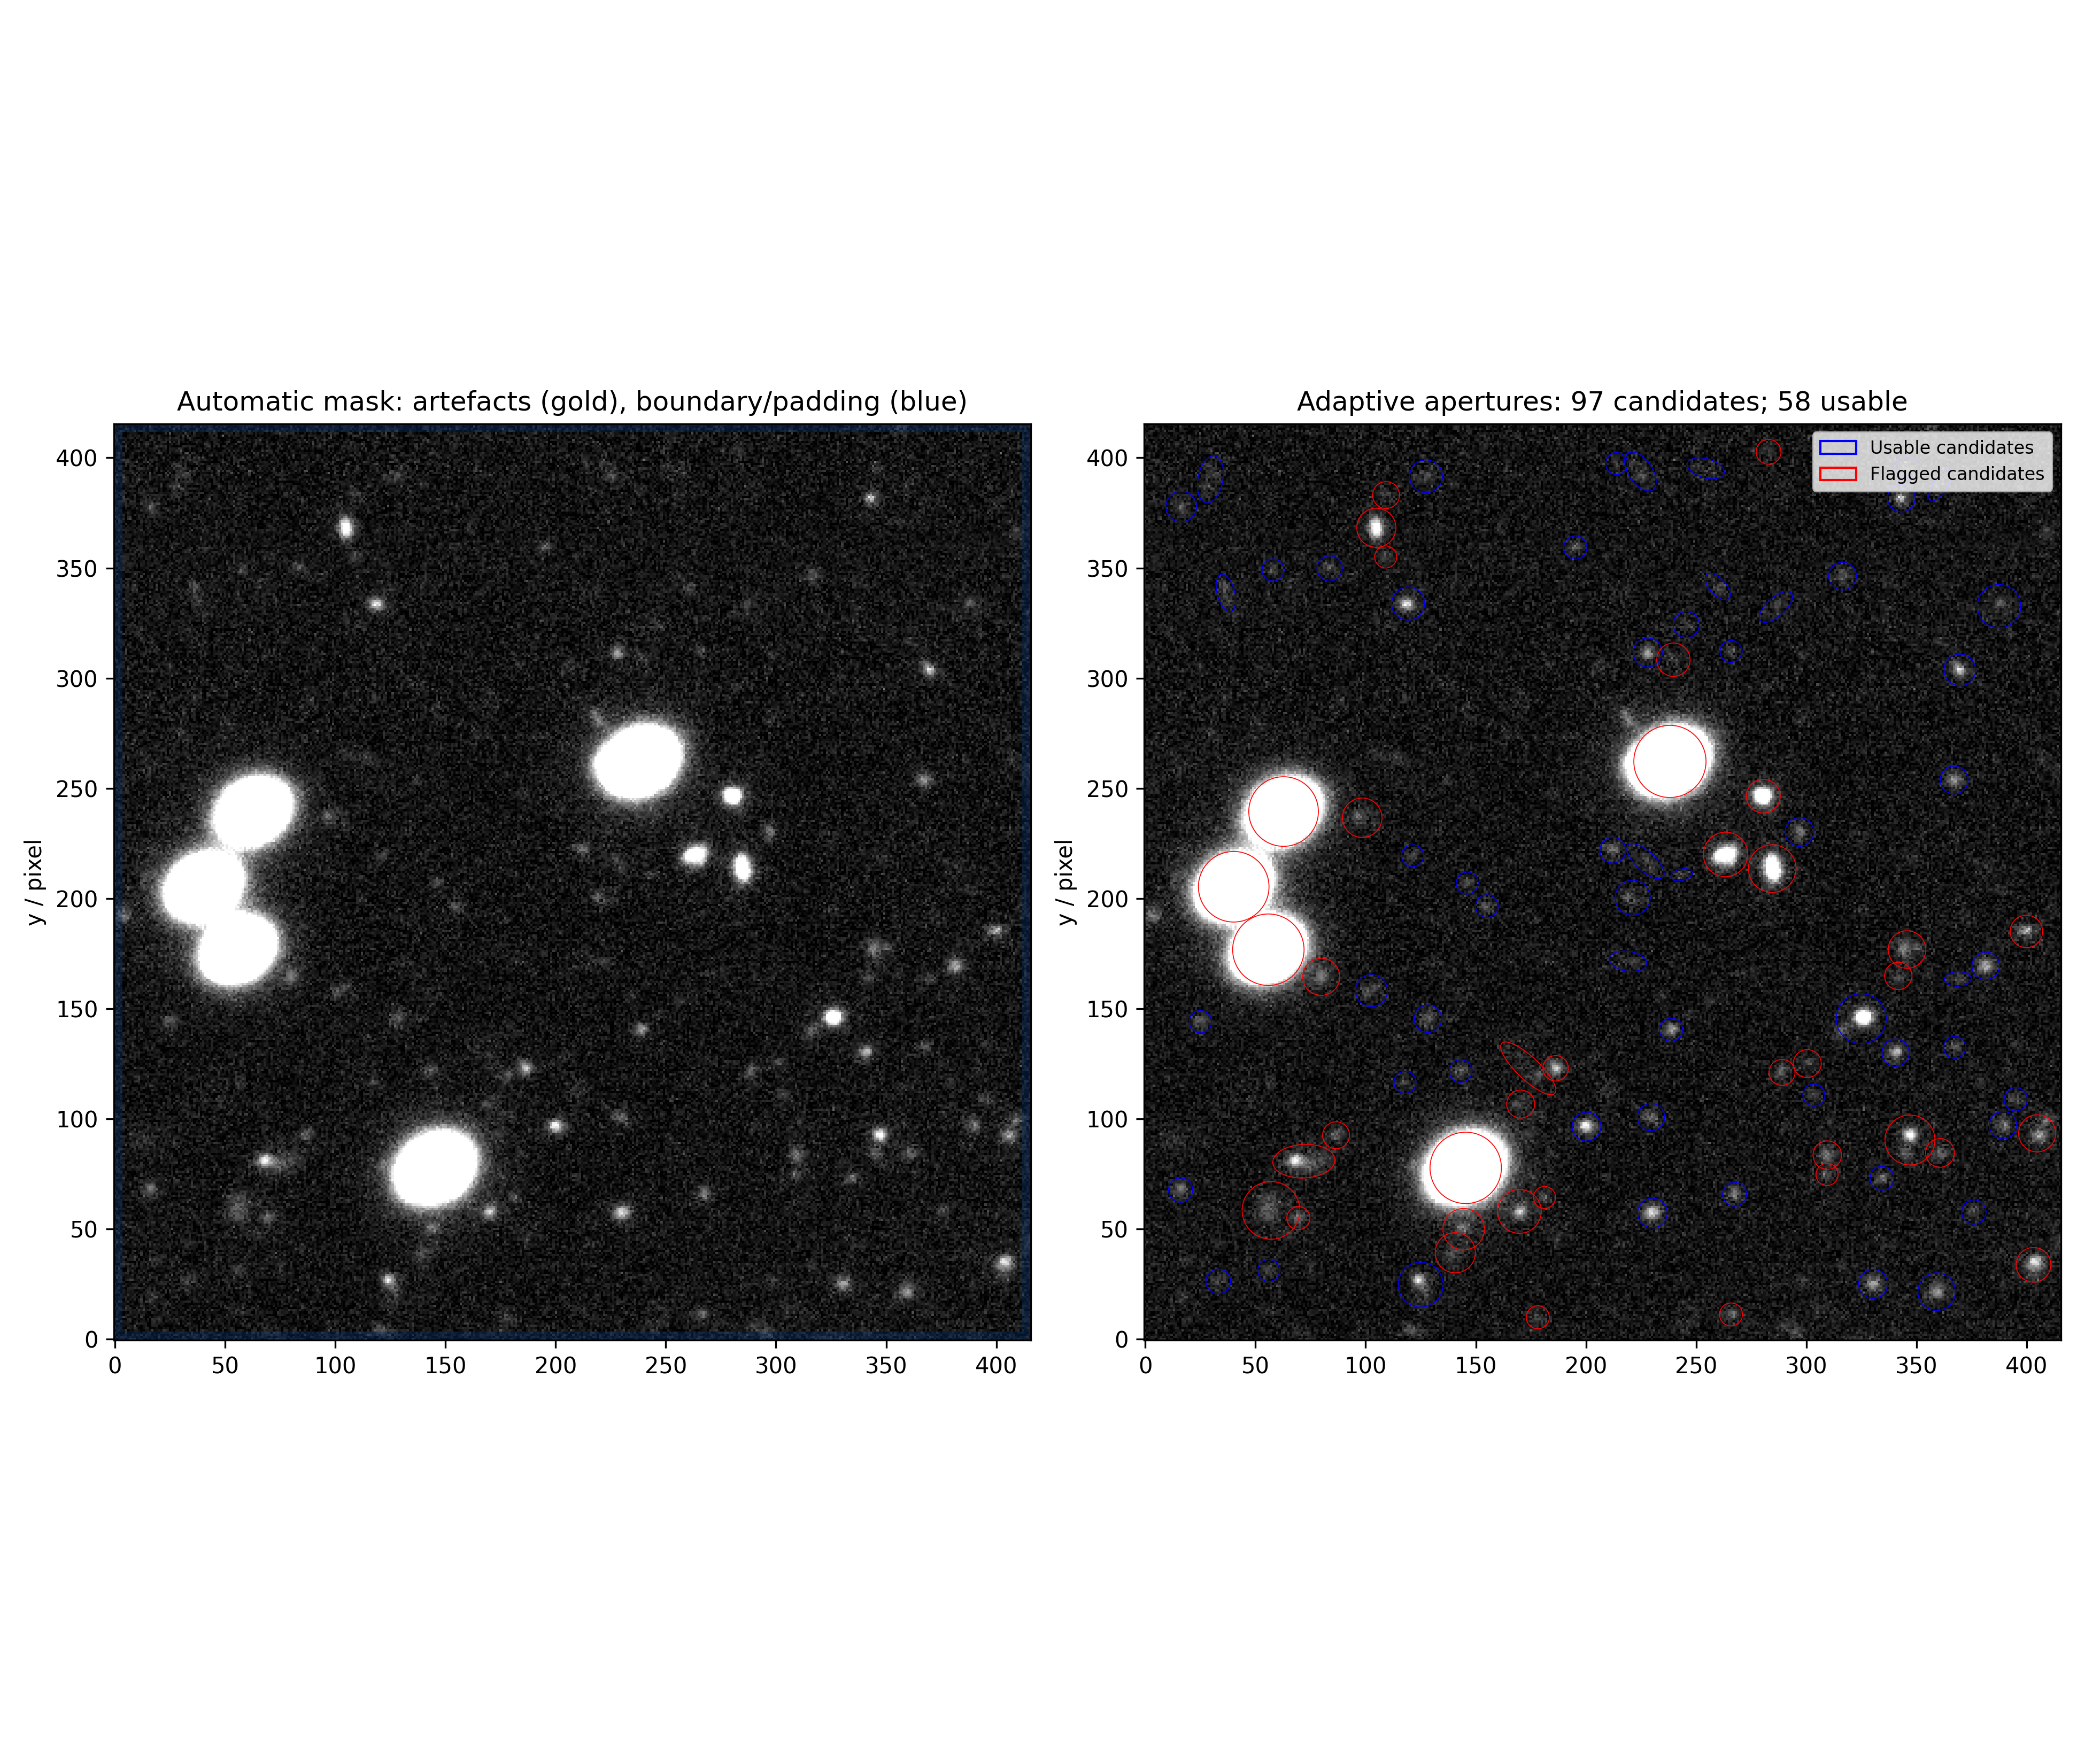 Automatic mask: artefacts (gold), boundary/padding (blue)
y / pixel
400
350
300
250
200
150
100
50
0
0 50 100 150 200 250 300 350 400
Adaptive apertures: 97 candidates; 58 usable
Usable candidates
Flagged candidates
y / pixel
400
350
300
250
200
150
100
50
0
0 50 100 150 200 250 300 350 400